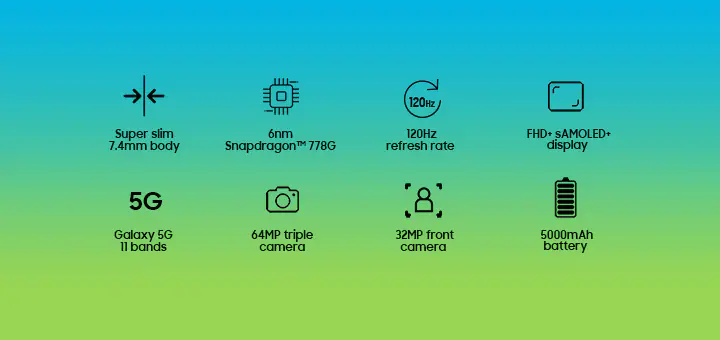 Super slim
7.4mm body
6nm
Snapdragon™ 778G
120Hz
120Hz
refresh rate
FHD+ sAMOLED+
display
5G
Galaxy 5G
11 bands
64MP triple
camera
32MP front
camera
5000mAh
battery